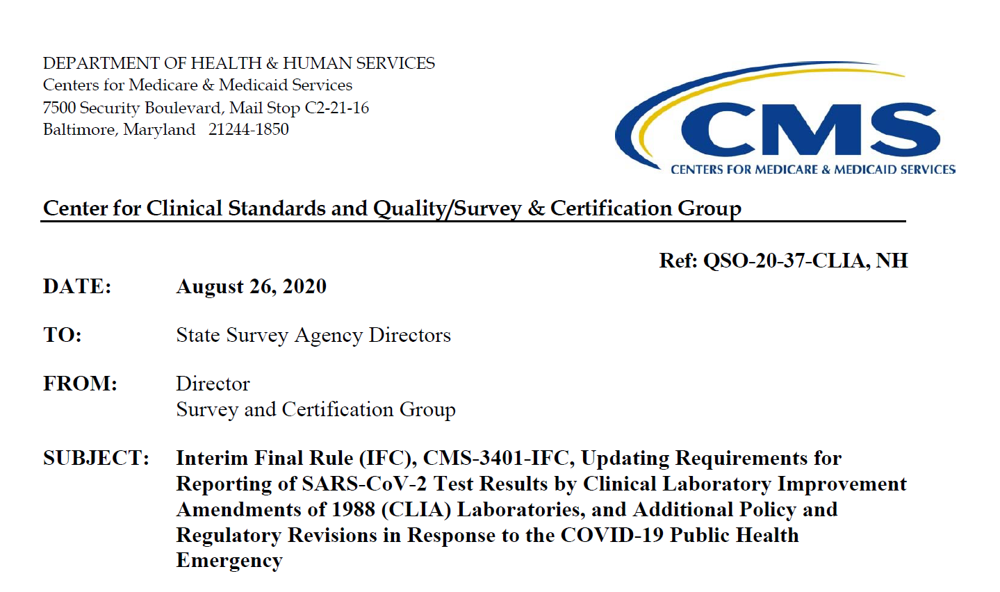 DEPARTMENT OF HEALTH & HUMAN SERVICES
Centers for Medicare & Medicaid Services
7500 Security Boulevard, Mail Stop C2-21-16
Baltimore, Maryland 21244-1850
CMS
CENTERS FOR MEDICARE & MEDICAID SERVICES
Center for Clinical Standards and Quality/Survey & Certification Group
Ref: QSO-20-37-CLIA, NH
DATE: August 26, 2020
TO: State Survey Agency Directors
FROM: Director
Survey and Certification Group
SUBJECT: Interim Final Rule (IFC), CMS-3401-IFC, Updating Requirements for
Reporting of SARS-CoV-2 Test Results by Clinical Laboratory Improvement
Amendments of 1988 (CLIA) Laboratories, and Additional Policy and
Regulatory Revisions in Response to the COVID-19 Public Health
Emergency